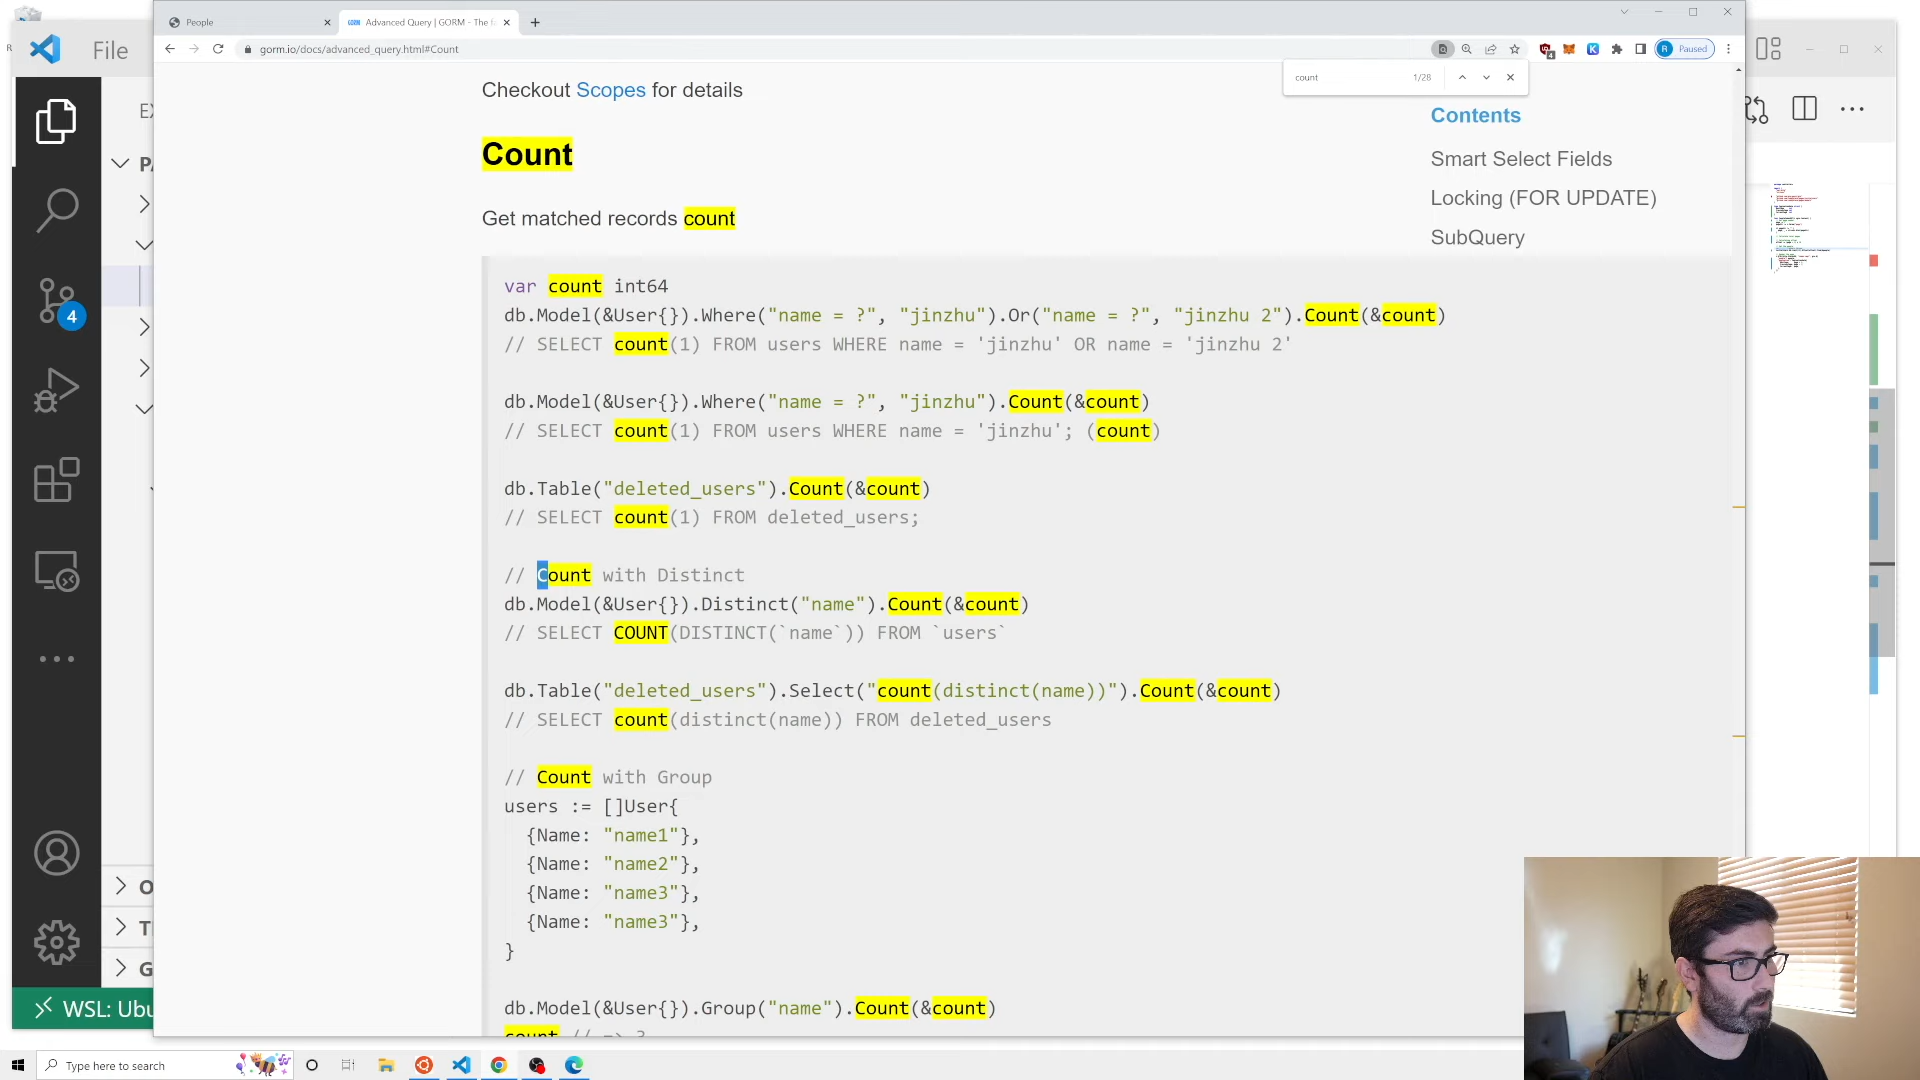 People
Advanced Query | GORM - The f
File
gorm.io/docs/advanced_query.html#Count
Paused
count
1/28
Checkout Scopes for details
Contents
Smart Select Fields
Locking (FOR UPDATE)
SubQuery
Count
Get matched records count
var count int64
db.Model(&User{}).Where("name = ?", "jinzhu").Or("name = ?", "jinzhu 2").Count(&count)
// SELECT count(1) FROM users WHERE name = 'jinzhu' OR name = 'jinzhu 2'
db.Model(&User{}).Where("name = ?", "jinzhu").Count(&count)
// SELECT count(1) FROM users WHERE name = 'jinzhu'; (count)
db.Table("deleted_users").Count(&count)
// SELECT count(1) FROM deleted_users;
// Count with Distinct
db.Model(&User{}).Distinct("name").Count(&count)
// SELECT COUNT(DISTINCT(`name`)) FROM `users`
db.Table("deleted_users").Select("count(distinct(name))").Count(&count)
// SELECT count(distinct(name)) FROM deleted_users
// Count with Group
users := []User{
{Name: "name1"},
{Name: "name2"},
{Name: "name3"},
{Name: "name3"},
}
db.Model(&User{}).Group("name").Count(&count)
count // => 3
4
WSL: Ubu
Type here to search